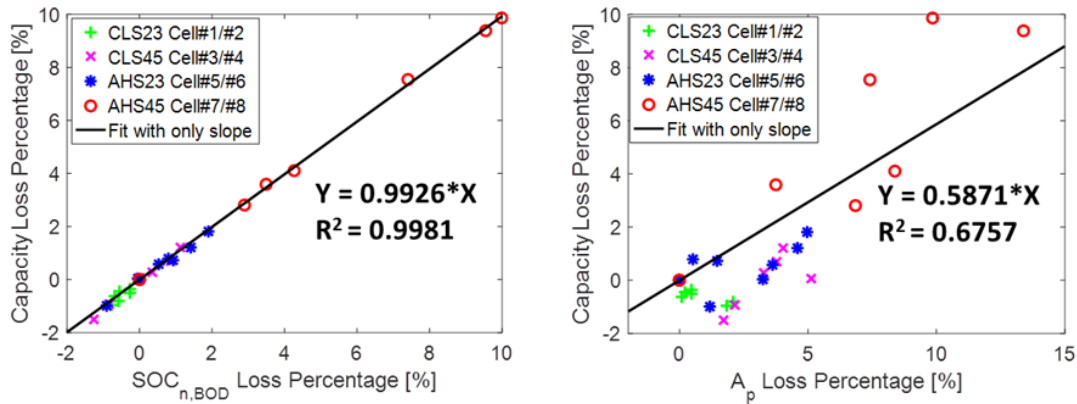 Capacity Loss Percentage [%]
10
8
6
4
2
0
-2
CLS23 Cell#1/#2
CLS45 Cell#3/#4
AHS23 Cell#5/#6
AHS45 Cell#7/#8
Fit with only slope
Y = 0.9926*X
R² = 0.9981
-2 0 2 4 6 8 10
SOCn,BOD Loss Percentage [%]
Capacity Loss Percentage [%]
10
8
6
4
2
0
-2
CLS23 Cell#1/#2
CLS45 Cell#3/#4
AHS23 Cell#5/#6
AHS45 Cell#7/#8
Fit with only slope
Y = 0.5871*X
R² = 0.6757
0 5 10 15
Ap Loss Percentage [%]